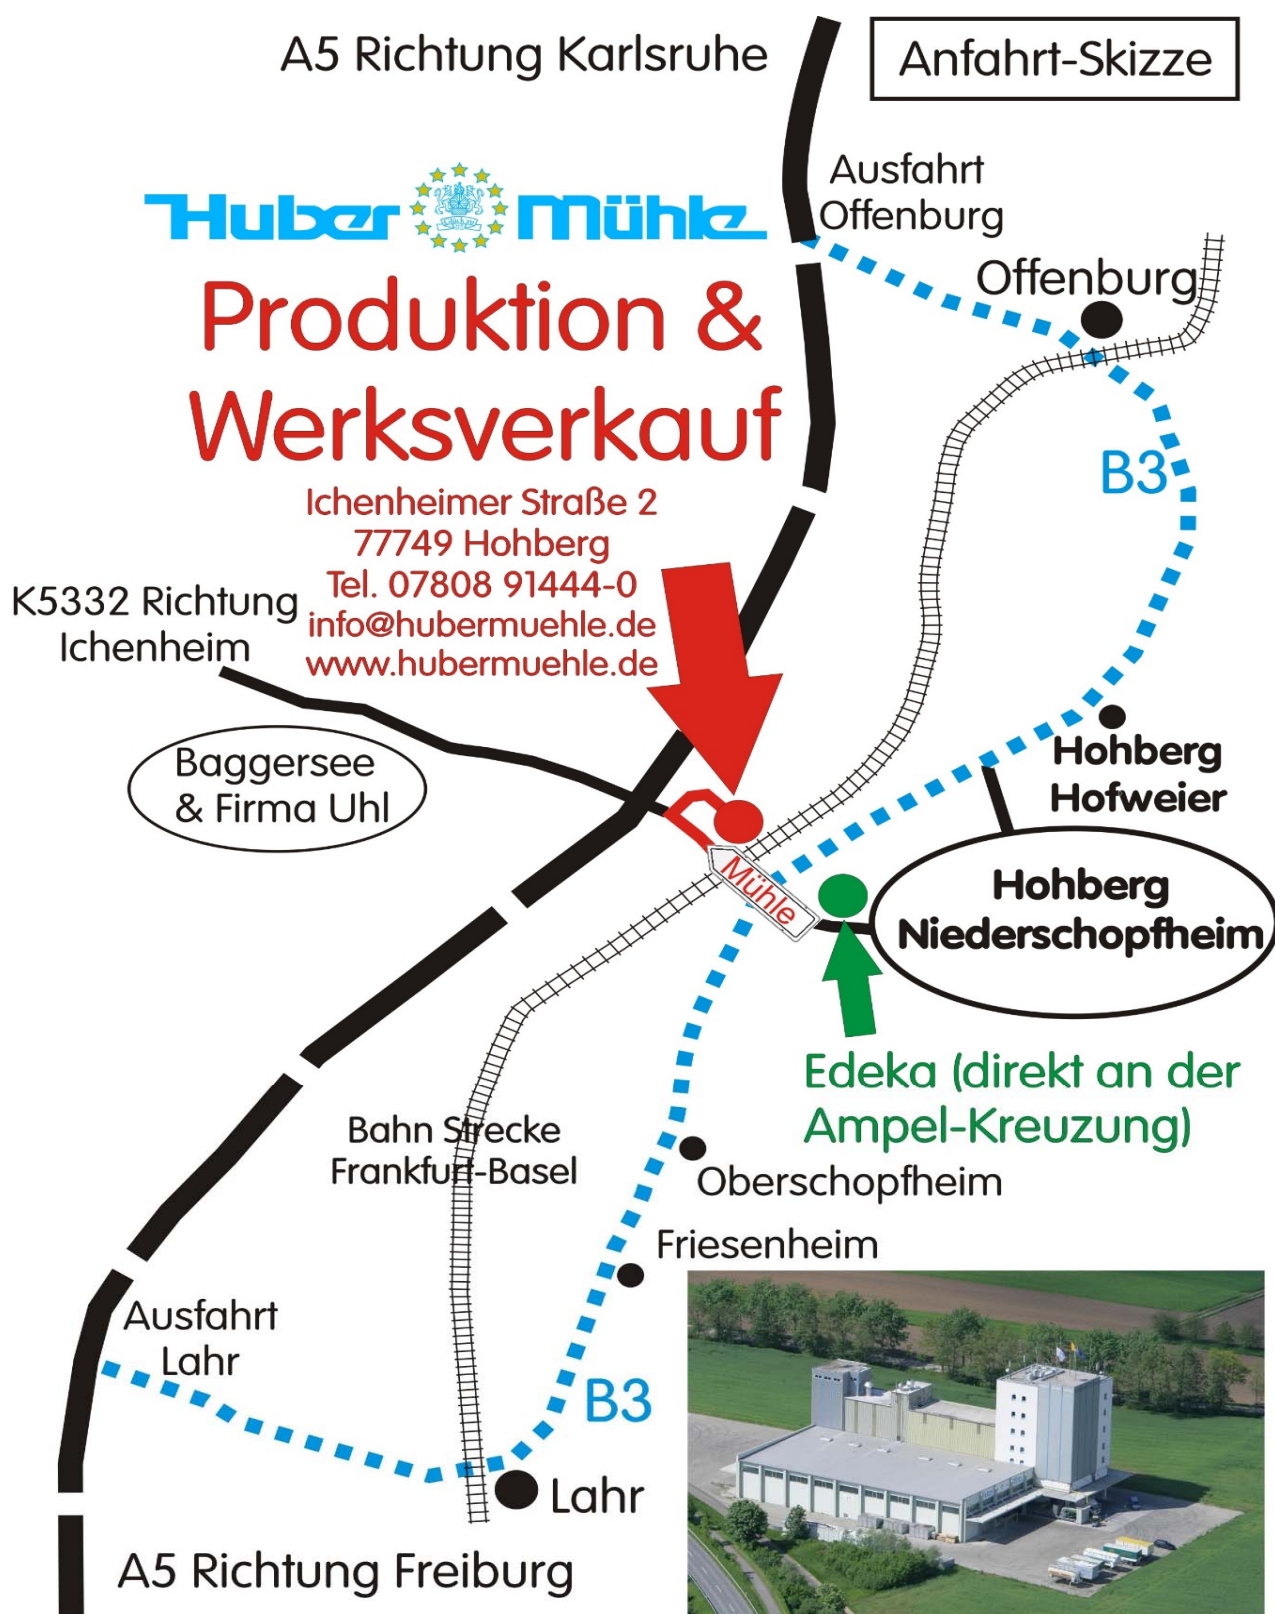 A5 Richtung Karlsruhe
Anfahrt-Skizze
Ausfahrt
Offenburg
Huber Mühle
Offenburg
Produktion &
Werksverkauf
B3
Ichenheimer Straße 2
77749 Hohberg
Tel. 07808 91444-0
info@hubermuehle.de
www.hubermuehle.de
K5332 Richtung
Ichenheim
Baggersee
& Firma Uhl
Hohberg
Hofweier
Mühle
Hohberg
Niederschopfheim
Edeka (direkt an der
Ampel-Kreuzung)
Bahn Strecke
Frankfurt-Basel
Oberschopfheim
Friesenheim
Ausfahrt
Lahr
B3
Lahr
A5 Richtung Freiburg